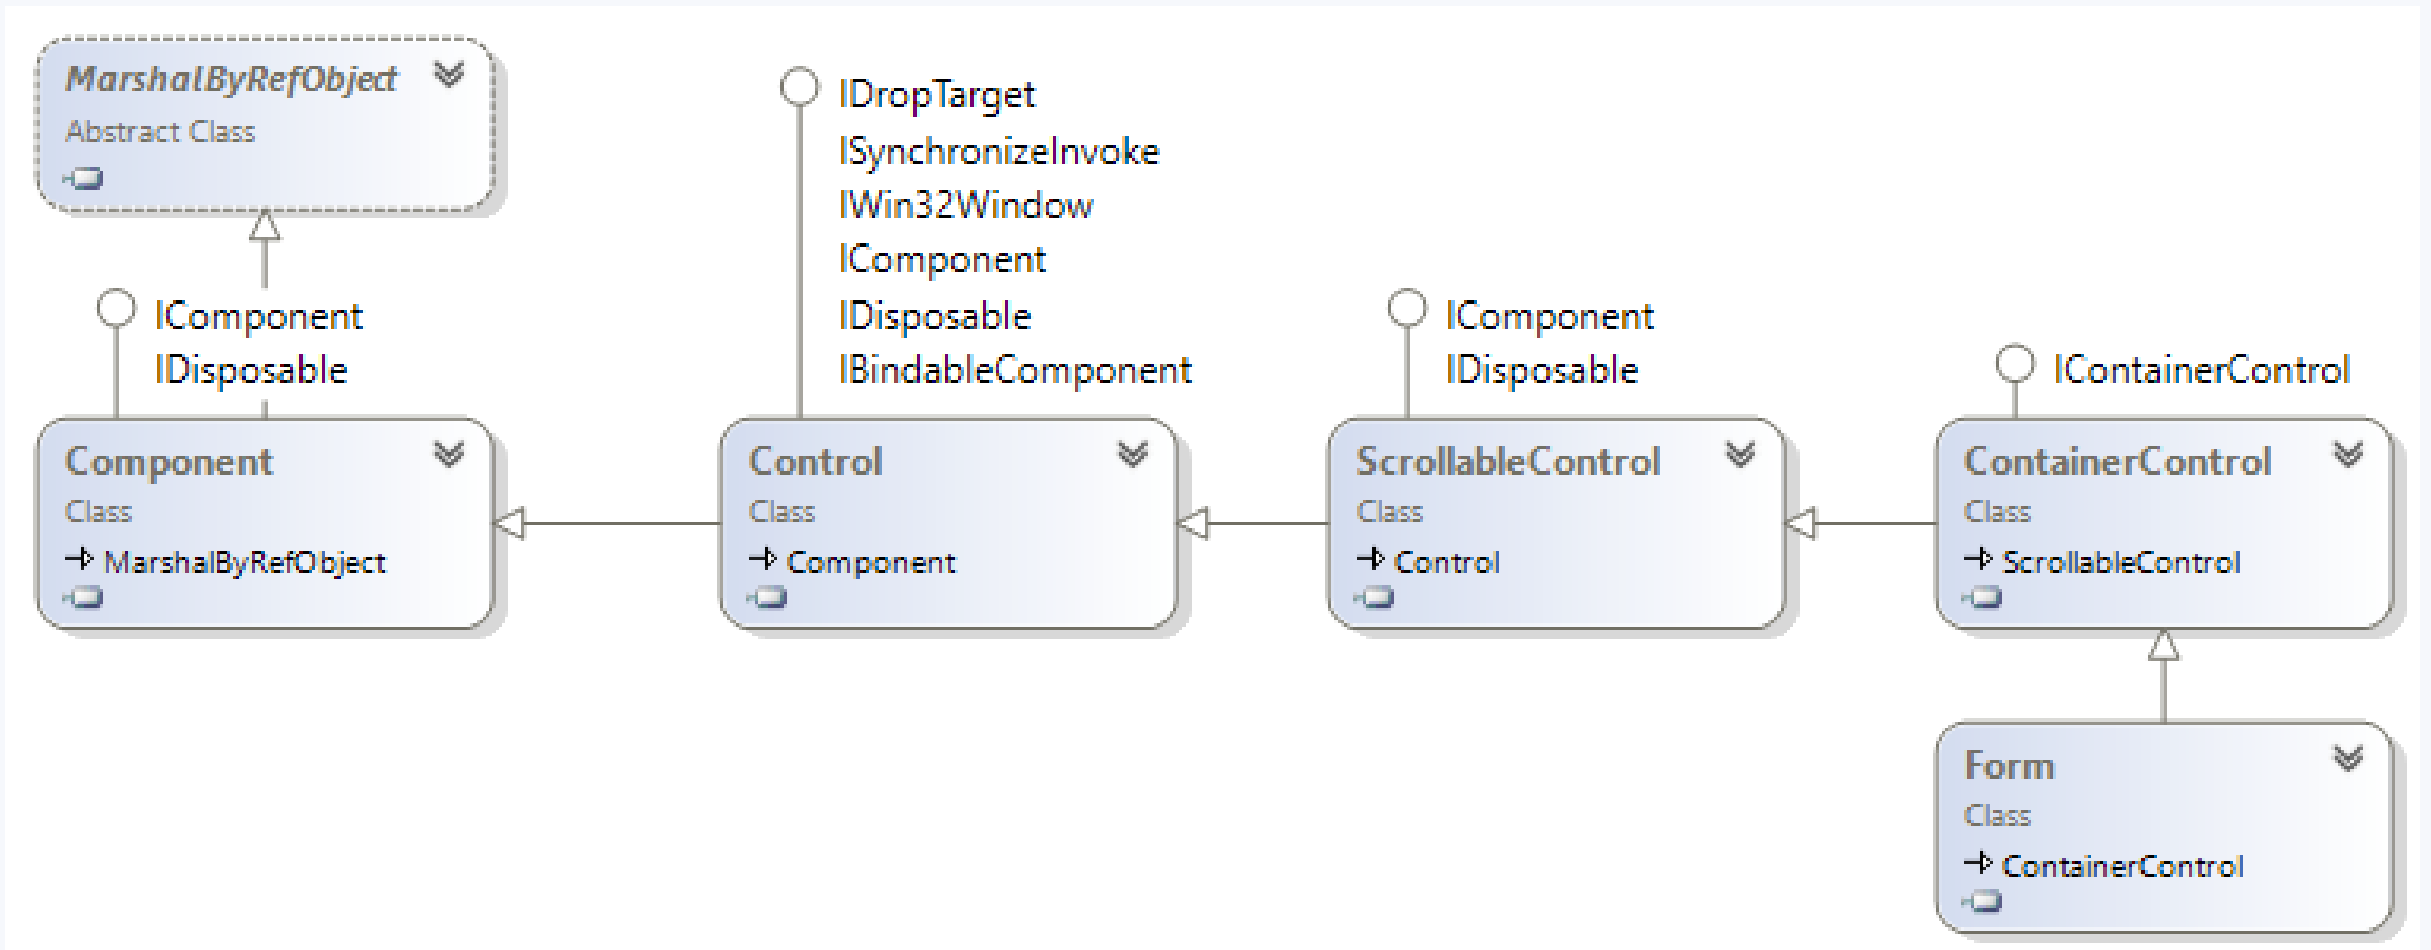 MarshalByRefObject
Abstract Class
IComponent
IDisposable
Component
Class
MarshalByRefObject
IDropTarget
ISynchronizeInvoke
IWin32Window
IComponent
IDisposable
IBindableComponent
Control
Class
Component
IComponent
IDisposable
ScrollableControl
Class
Control
IContainerControl
ContainerControl
Class
ScrollableControl
Form
Class
ContainerControl